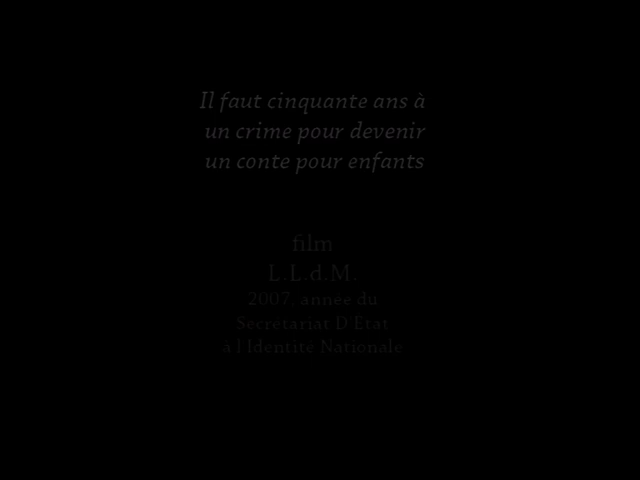 Il faut cinquante ans à
un crime pour devenir
un conte pour enfants
film
L.L.d.M.
2007, année du
Secrétariat D'État
à l'Identité Nationale